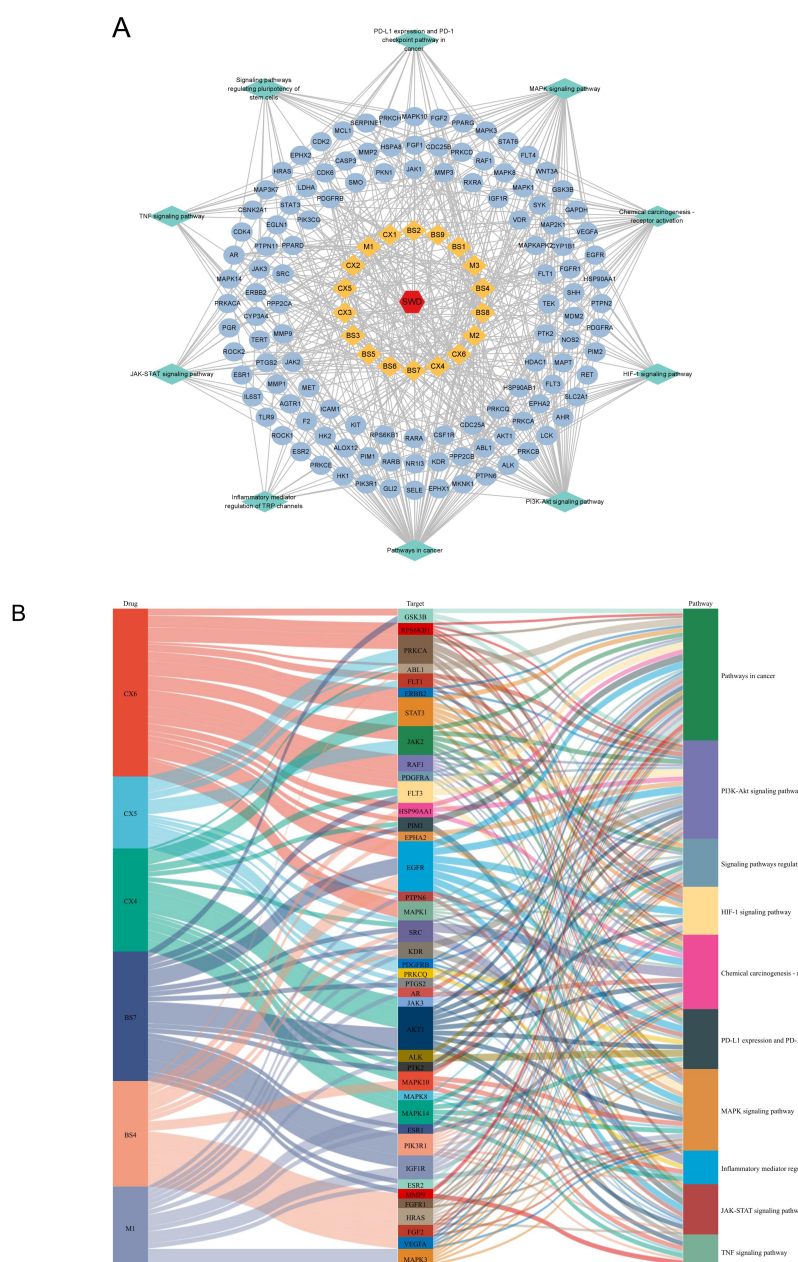 A
PD-L1 expression and PD-1
checkpoint pathway in
cancer
Signaling pathways
regulating pluripotency of
stem cells
MAPK signaling pathway
TNF signaling pathway
Chemical carcinogenesis -
receptor activation
JAK-STAT signaling pathway
HIF-1 signaling pathway
Inflammatory mediator
regulation of TRP channels
PI3K-Akt signaling pathway
Pathways in cancer
SERPINE1 PRKCH MAPK10 FGF2 PPARG
MCL1 MAPK3
CDK2 STAT6
EPHX2 FLT4
HRAS WNT3A
MAP3K7 GSK3B
CSNK2A1 GAPDH
CDK4 VEGFA
AR EGFR
MAPK14 HSP90AA1
PRKACA PTPN2
PGR PDGFRA
ROCK2 PIM2
ESR1 RET
IL6ST SLC2A1
TLR9 AHR
ROCK1 LCK
ESR2 PRKCB
PRKCE ALK
HK1 PTPN6
PIK3R1 GLI2 SELE EPHX1 MKNK1
MMP2 HSPA8 FGF1 CDC25B PRKCD
CASP3 RAF1
CDK6 MAPK8
LDHA MAPK1
STAT3 SYK
EGLN1 MAP2K1
PTPN11 CYP1B1
JAK3 FGFR1
ERBB2 SHH
CYP3A4 MDM2
TERT NOS2
PTGS2 MAPT
MMP1 FLT3
AGTR1 EPHA2
F2 PRKCA
HK2 AKT1
ALOX12 ABL1
PIM1 RARB NR1I3 KDR PPP2CB
SMO PKN1 JAK1 MMP3 RXRA
PDGFRB IGF1R
PIK3CG VDR
PPARD MAPKAPK2
SRC FLT1
PPP2CA TEK
MMP9 PTK2
JAK2 HDAC1
MET HSP90AB1
ICAM1 PRKCQ
KIT CDC25A
RPS6KB1 RARA CSF1R
CX1 BS2 BS9
M1 BS1
CX2 M3
CX5 BS4
SWD
CX3 BS8
BS3 M2
BS5 CX6
BS6 BS7 CX4
B
Drug Target Pathway
CX6
CX5
CX4
BS7
BS4
M1
GSK3B
RPS6KB1
PRKCA
ABL1
FLT1
ERBB2
STAT3
JAK2
RAF1
PDGFRA
FLT3
HSP90AA1
PIM1
EPHA2
EGFR
PTPN6
MAPK1
SRC
KDR
PDGFRB
PRKCQ
PTGS2
AR
JAK3
AKT1
ALK
PTK2
MAPK10
MAPK8
MAPK14
ESR1
PIK3R1
IGF1R
ESR2
MMP9
FGFR1
HRAS
FGF2
VEGFA
MAPK3
Pathways in cancer
PI3K-Akt signaling pathwa
Signaling pathways regulat
HIF-1 signaling pathway
Chemical carcinogenesis - r
PD-L1 expression and PD-
MAPK signaling pathway
Inflammatory mediator reg
JAK-STAT signaling pathw
TNF signaling pathway